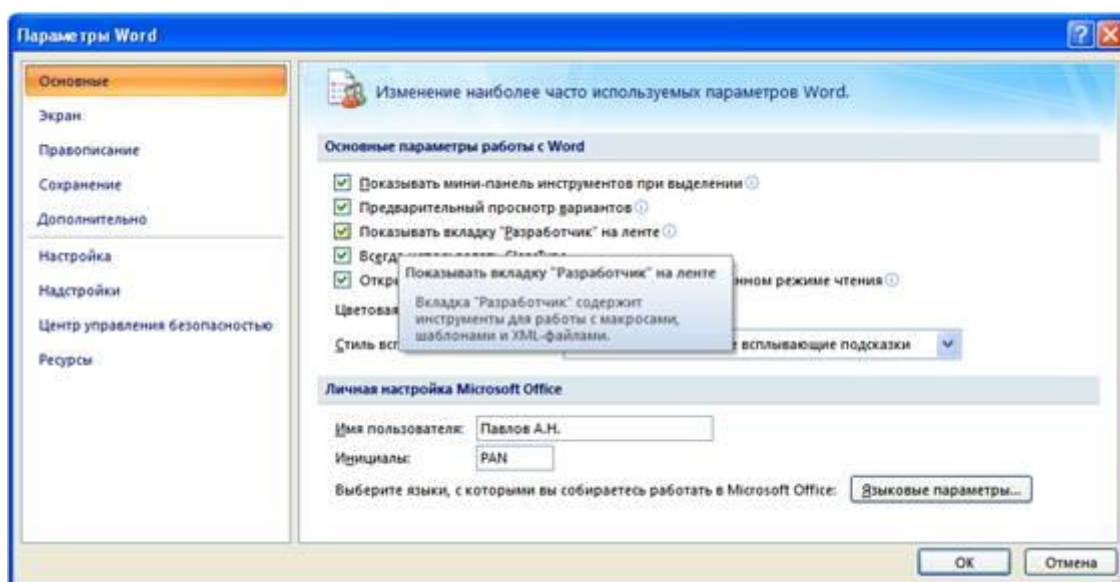 Параметры Word
Основные
Экран
Правописание
Сохранение
Дополнительно
Настройка
Надстройки
Центр управления безопасностью
Ресурсы
Изменение наиболее часто используемых параметров Word.
Основные параметры работы с Word
Показывать мини-панель инструментов при выделении
Предварительный просмотр вариантов
Показывать вкладку "Разработчик" на ленте
Показывать вкладку "Разработчик" на ленте
Вкладка "Разработчик" содержит
инструменты для работы с макросами,
шаблонами и XML-файлами.
режиме чтения
Цветовая
Стиль всплывающие подсказки
Личная настройка Microsoft Office
Имя пользователя: Павлов А.Н.
Инициалы: PAN
Выберите языки, с которыми вы собираетесь работать в Microsoft Office: Языковые параметры...
ОК Отмена